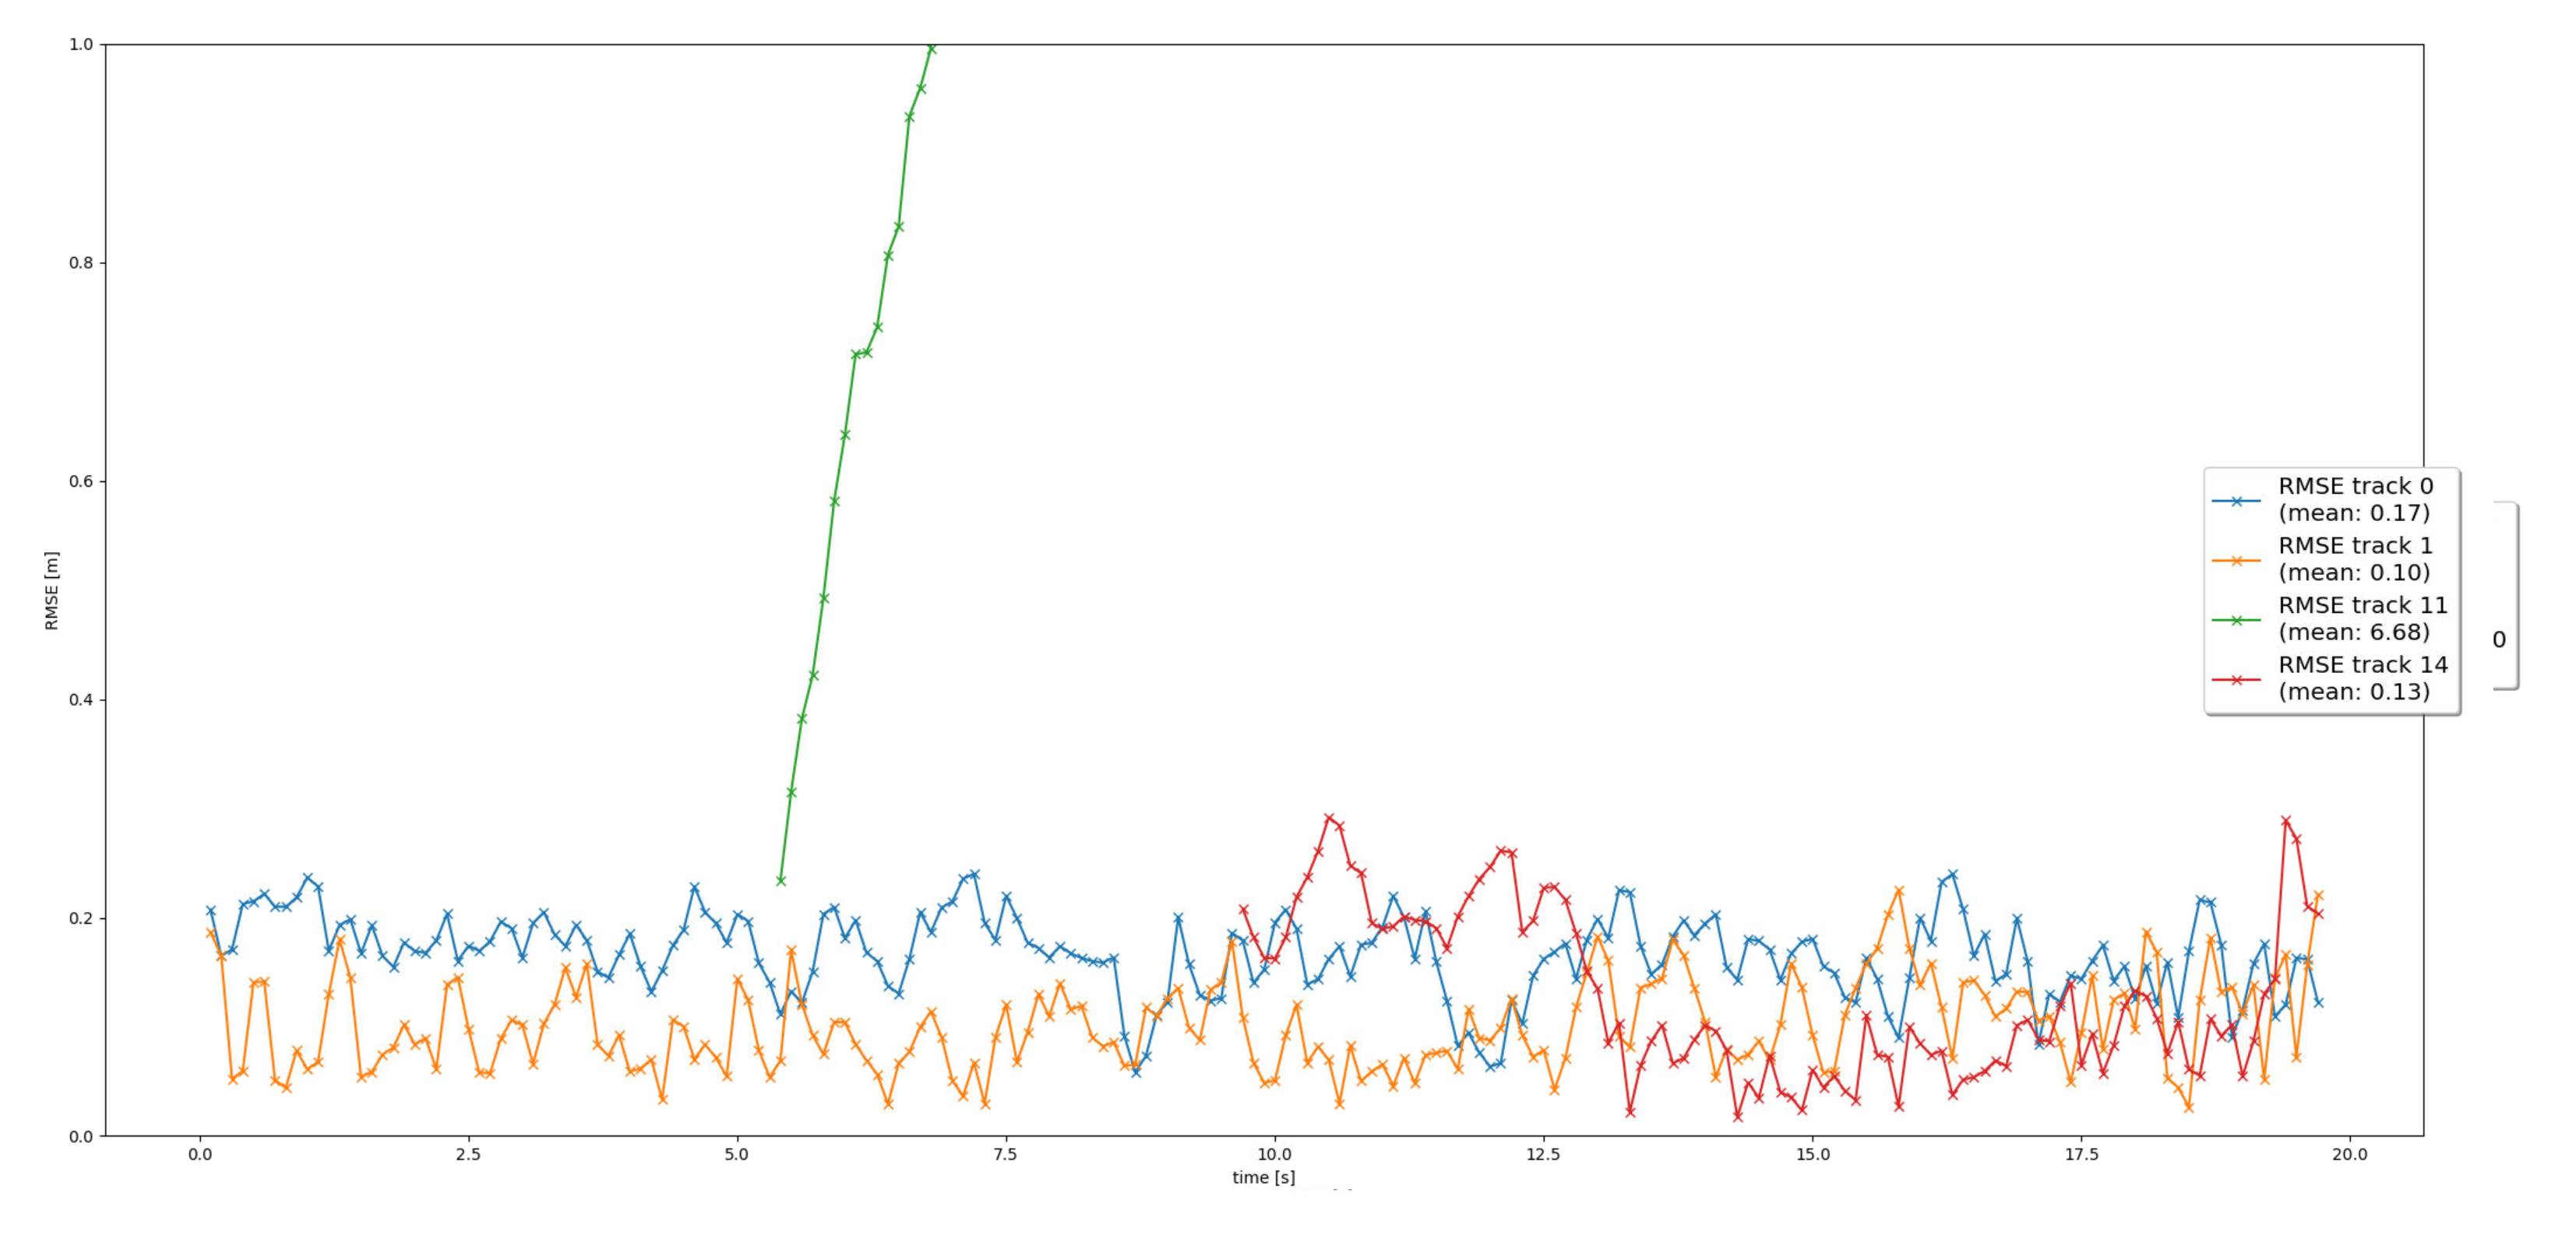 1.0
0.8
0.6
0.4
0.2
0.0
RMSE [m]
0.0 2.5 5.0 7.5 10.0 12.5 15.0 17.5 20.0
time [s]
RMSE track 0
(mean: 0.17)
RMSE track 1
(mean: 0.10)
RMSE track 11
(mean: 6.68)
RMSE track 14
(mean: 0.13)
0